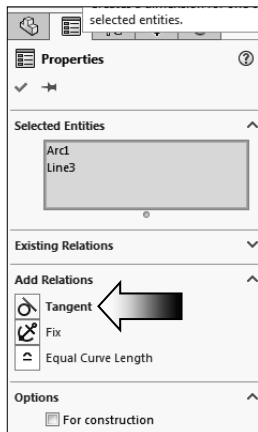 selected entities.
Properties
Selected Entities
Arc1
Line3
Existing Relations
Add Relations
Tangent
Fix
Equal Curve Length
Options
For construction